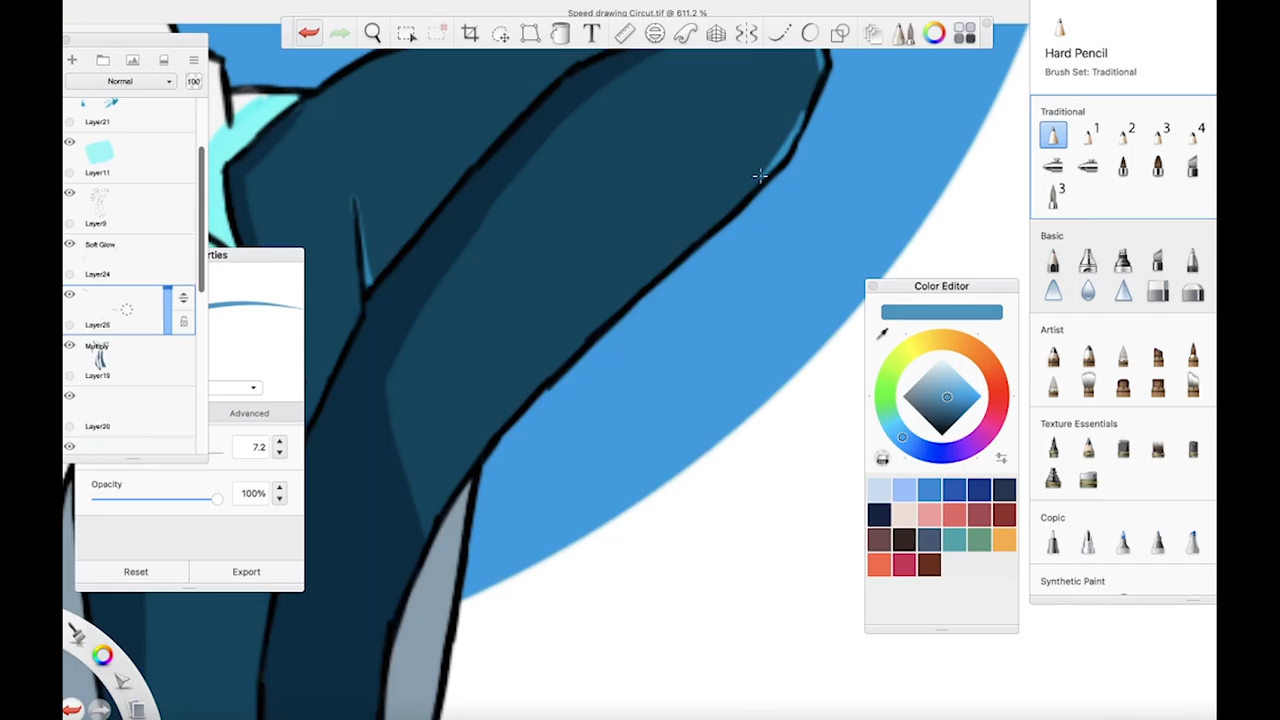 Speed drawing Circut.tif @ 611.2 %
Normal
100
Layer21
Layer11
Layer9
Soft Glow
Layer24
Layer26
Multiply
Layer19
Layer20
rties
Advanced
7.2
Opacity
100%
Reset
Export
Color Editor
Hard Pencil
Brush Set: Traditional
Traditional
1
2
3
4
3
Basic
Artist
Texture Essentials
Copic
Synthetic Paint